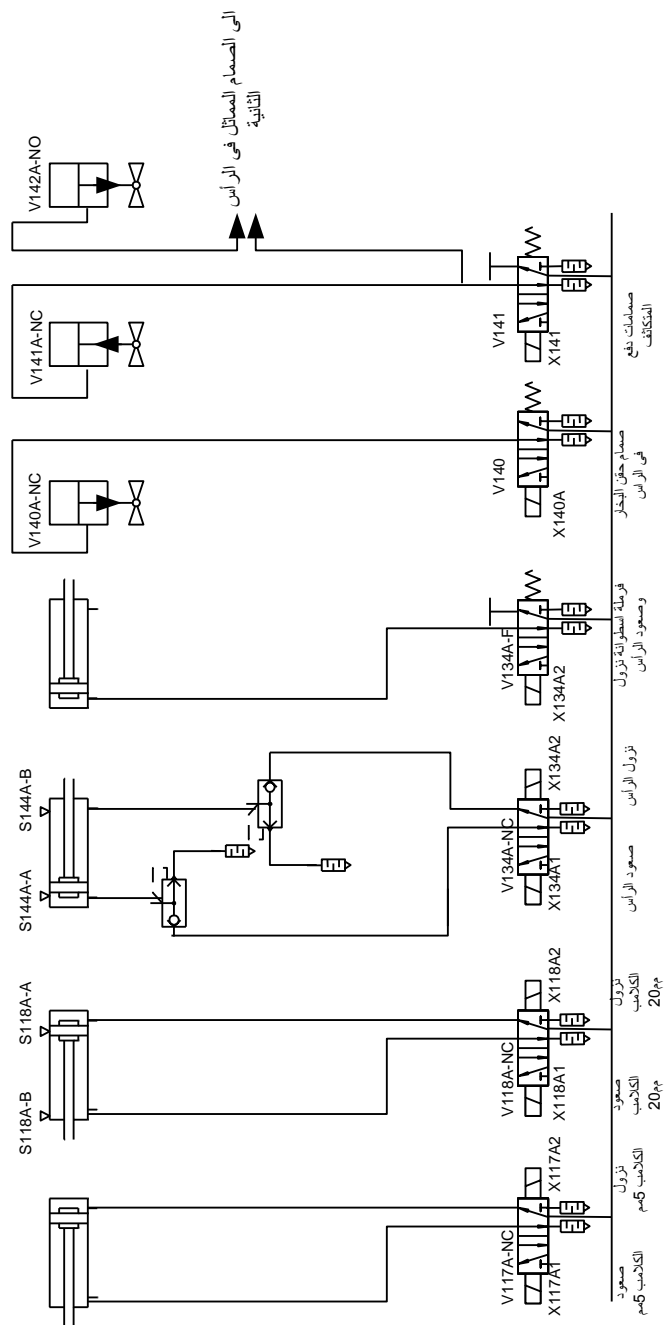 V142A-NO
الى الصمام المماثل فى الرأس
الثانية
V141A-NC
V141
X141
صمامات دفع
المتكاثف
V140A-NC
V140
X140A
صمام حقن البخار
فى الراس
V134A-F
X134A2
فرملة اسطوانة نزول
وصعود الرأس
S144A-B
S144A-A
X134A2
V134A-NC
X134A1
نزول الراس
صعود الراس
S118A-A
S118A-B
X118A2
V118A-NC
X118A1
نزول
الكلامب
20مم
صعود
الكلامب
20مم
X117A2
V117A-NC
X117A1
نزول
الكلامب 5مم
صعود
الكلامب 5مم